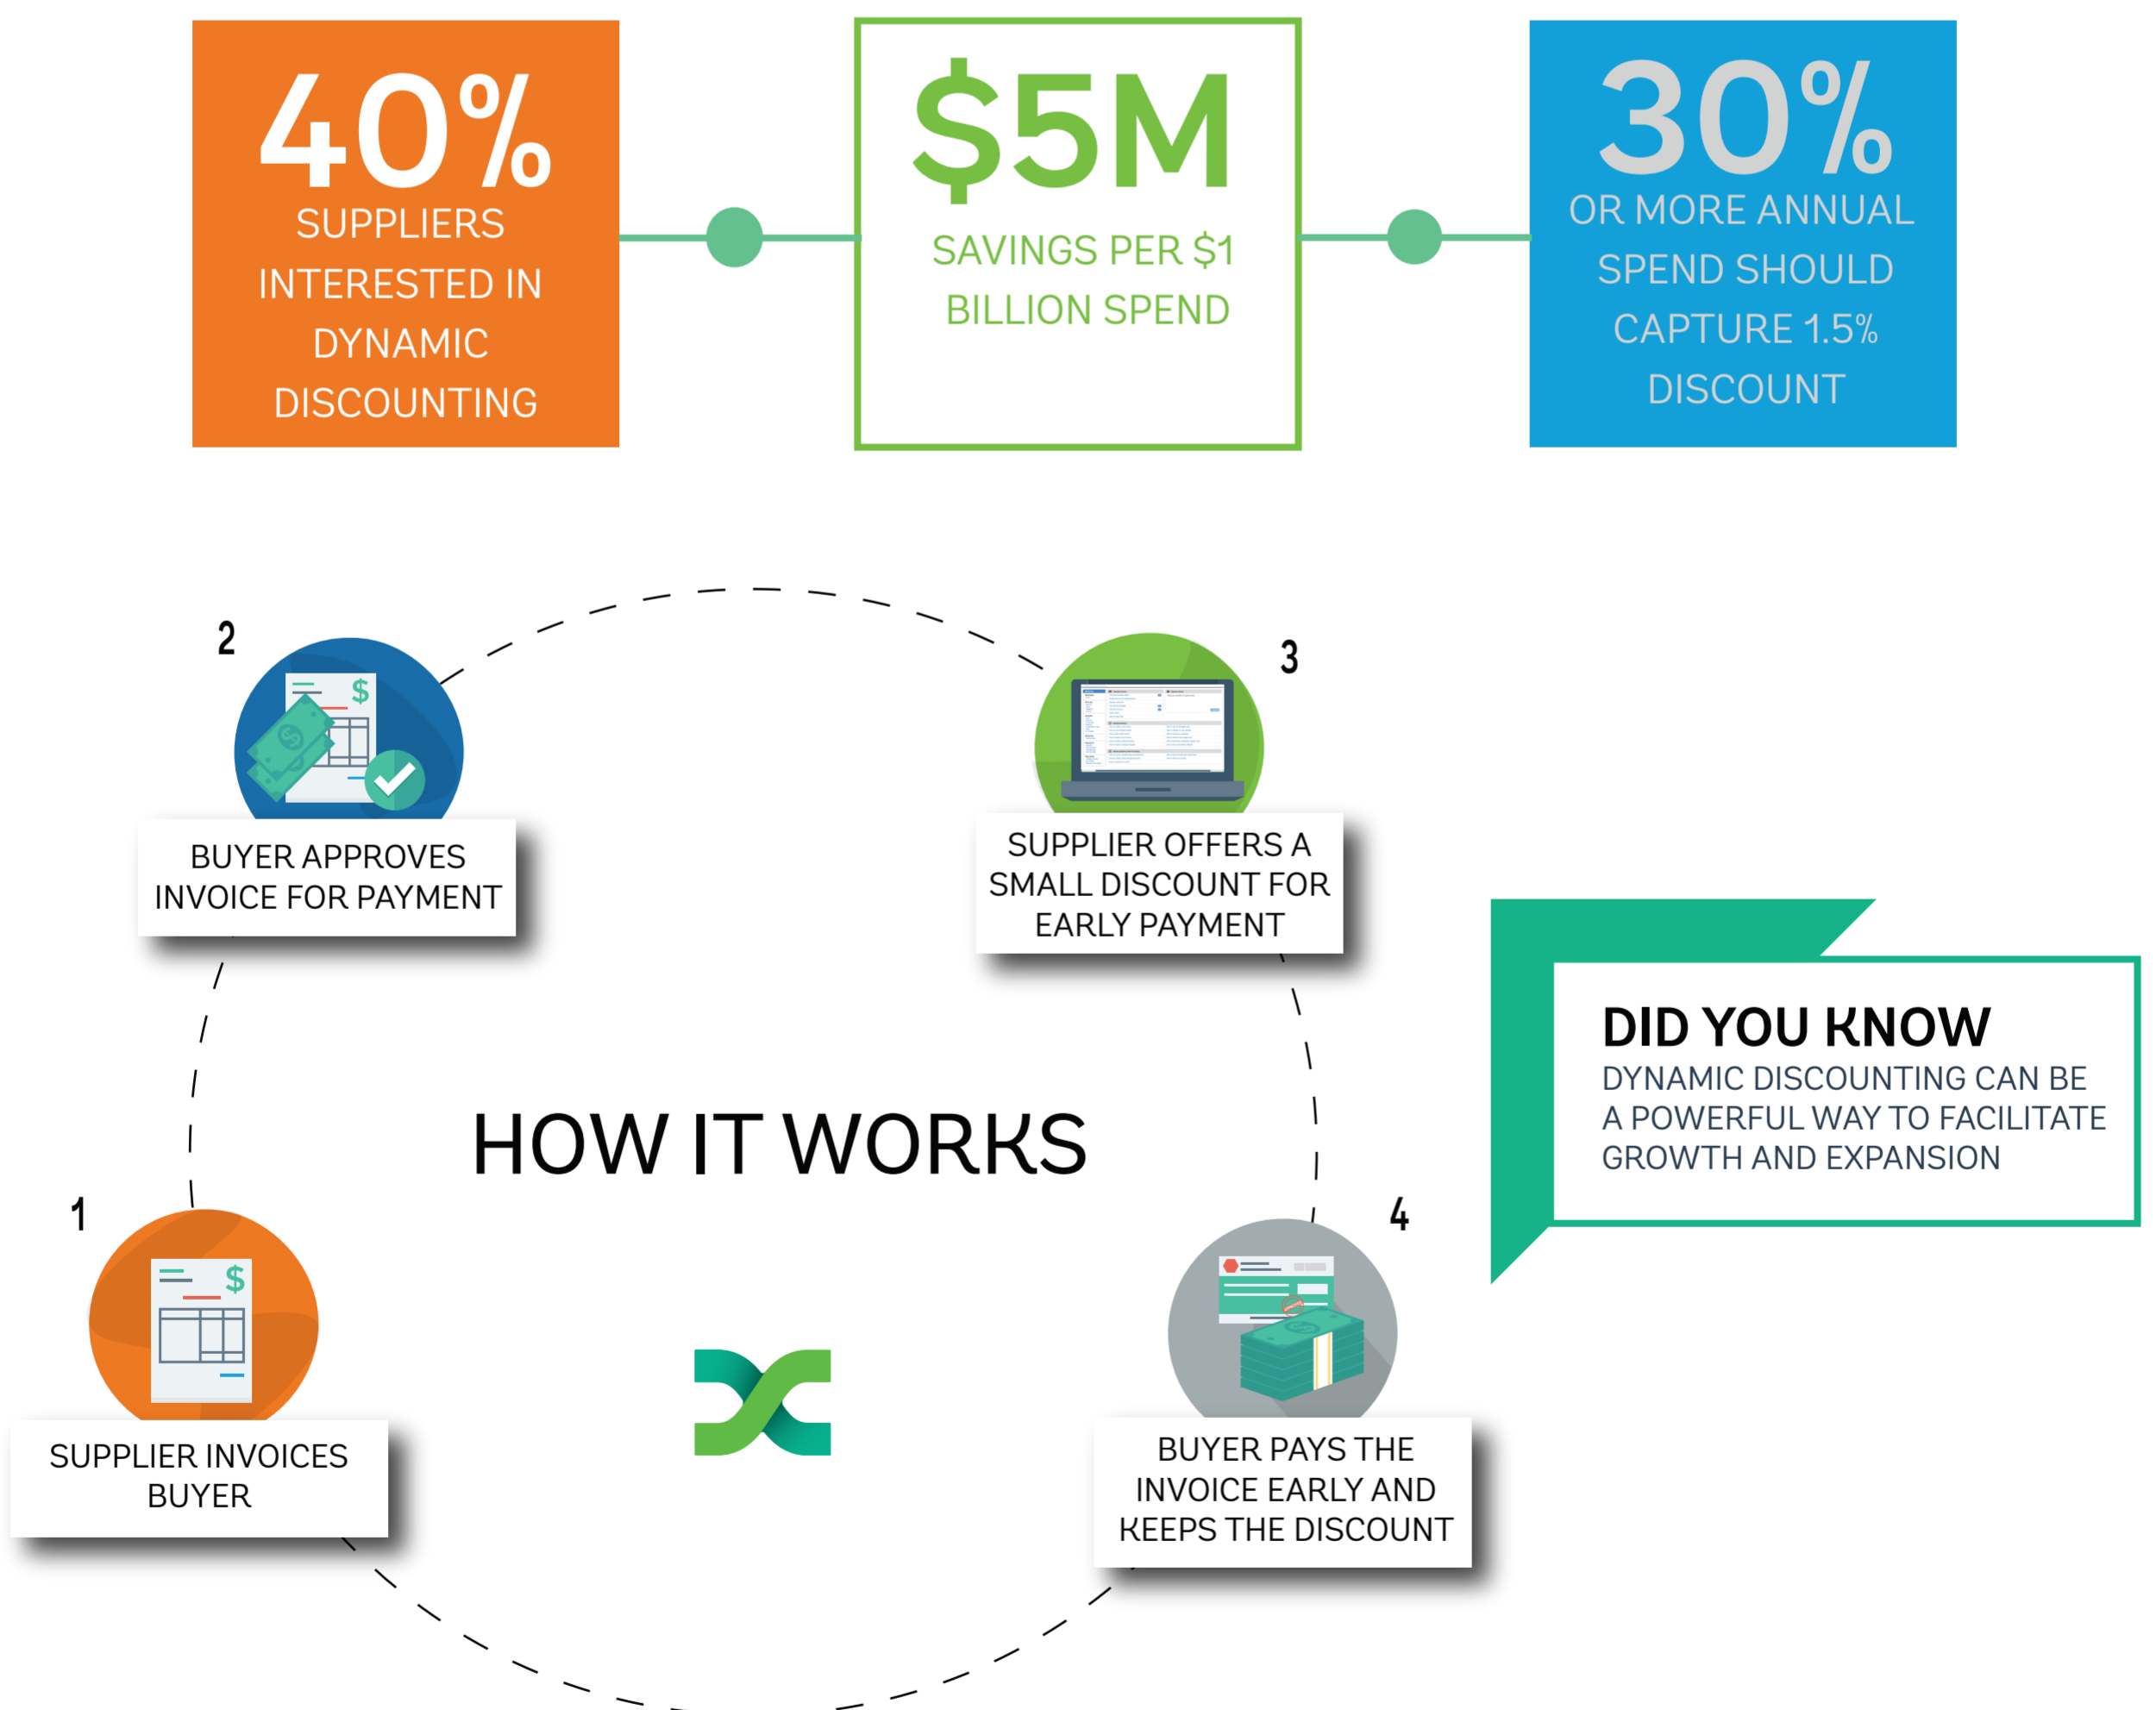 40%
SUPPLIERS
INTERESTED IN
DYNAMIC
DISCOUNTING
$5M
SAVINGS PER $1
BILLION SPEND
30%
OR MORE ANNUAL
SPEND SHOULD
CAPTURE 1.5%
DISCOUNT
2
$
BUYER APPROVES
INVOICE FOR PAYMENT
3
SUPPLIER OFFERS A
SMALL DISCOUNT FOR
EARLY PAYMENT
DID YOU KNOW
DYNAMIC DISCOUNTING CAN BE
A POWERFUL WAY TO FACILITATE
GROWTH AND EXPANSION
HOW IT WORKS
1
$
SUPPLIER INVOICES
BUYER
4
BUYER PAYS THE
INVOICE EARLY AND
KEEPS THE DISCOUNT